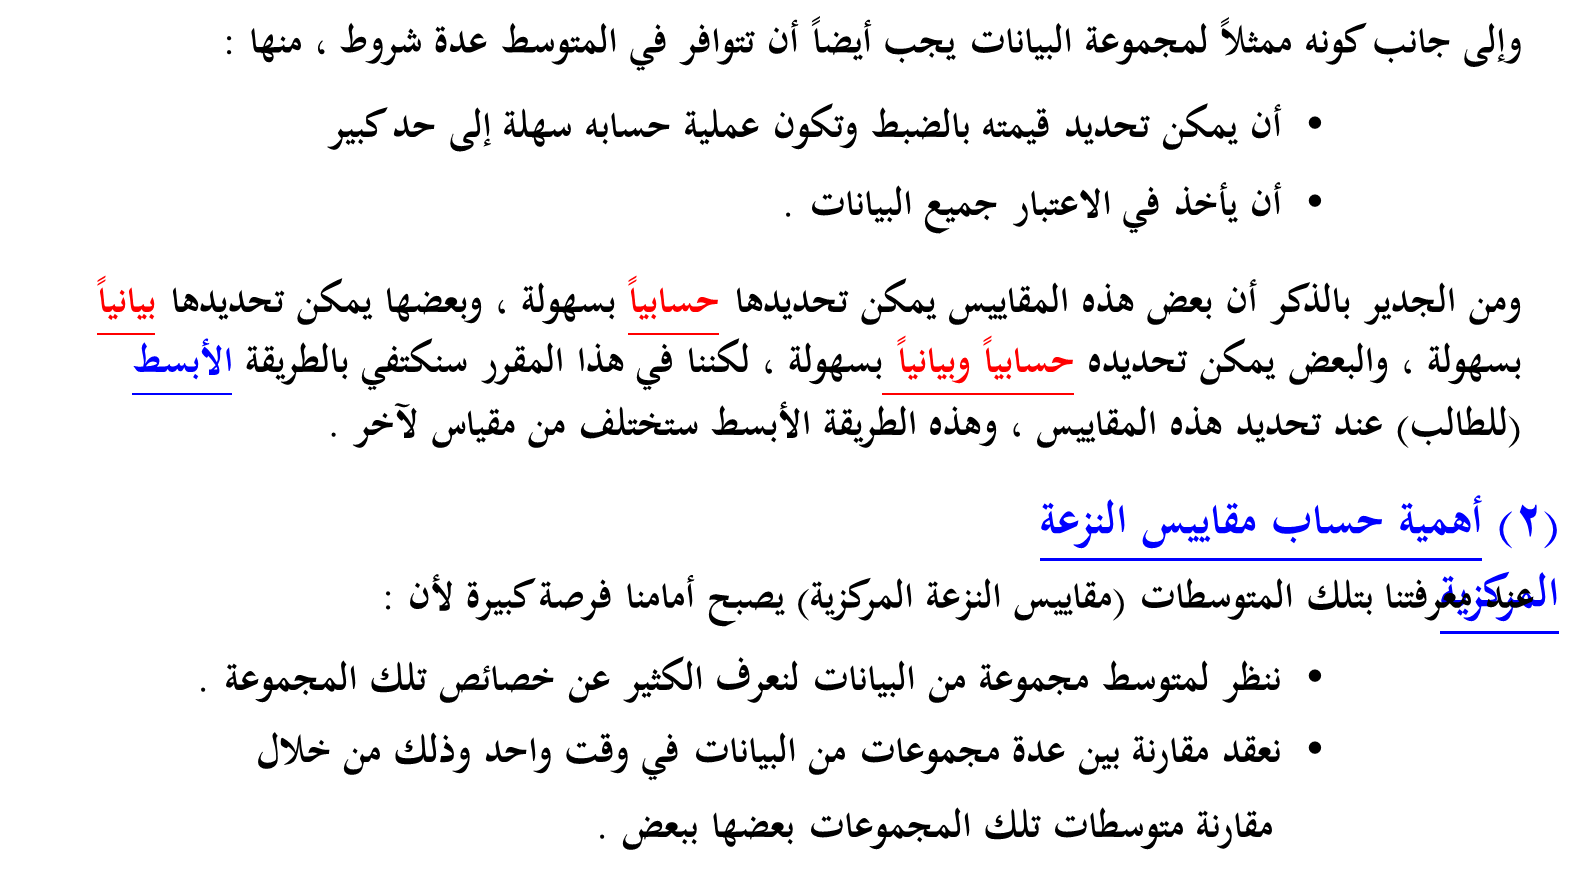 وإلى جانب كونه ممثلاً لمجموعة البيانات يجب أيضاً أن تتوافر في المتوسط عدة شروط ، منها :
• أن يمكن تحديد قيمته بالضبط وتكون عملية حسابه سهلة إلى حد كبير
• أن يأخذ في الاعتبار جميع البيانات .
ومن الجدير بالذكر أن بعض هذه المقاييس يمكن تحديدها حسابياً بسهولة ، وبعضها يمكن تحديدها بيانياً
بسهولة ، والبعض يمكن تحديده حسابياً وبيانياً بسهولة ، لكننا في هذا المقرر سنكتفي بالطريقة الأبسط
(للطالب) عند تحديد هذه المقاييس ، وهذه الطريقة الأبسط ستختلف من مقياس لآخر .
(٢) أهمية حساب مقاييس النزعة
المركزية
عند معرفتنا بتلك المتوسطات (مقاييس النزعة المركزية) يصبح أمامنا فرصة كبيرة لأن :
• ننظر لمتوسط مجموعة من البيانات لنعرف الكثير عن خصائص تلك المجموعة .
• نعقد مقارنة بين عدة مجموعات من البيانات في وقت واحد وذلك من خلال
مقارنة متوسطات تلك المجموعات بعضها ببعض .